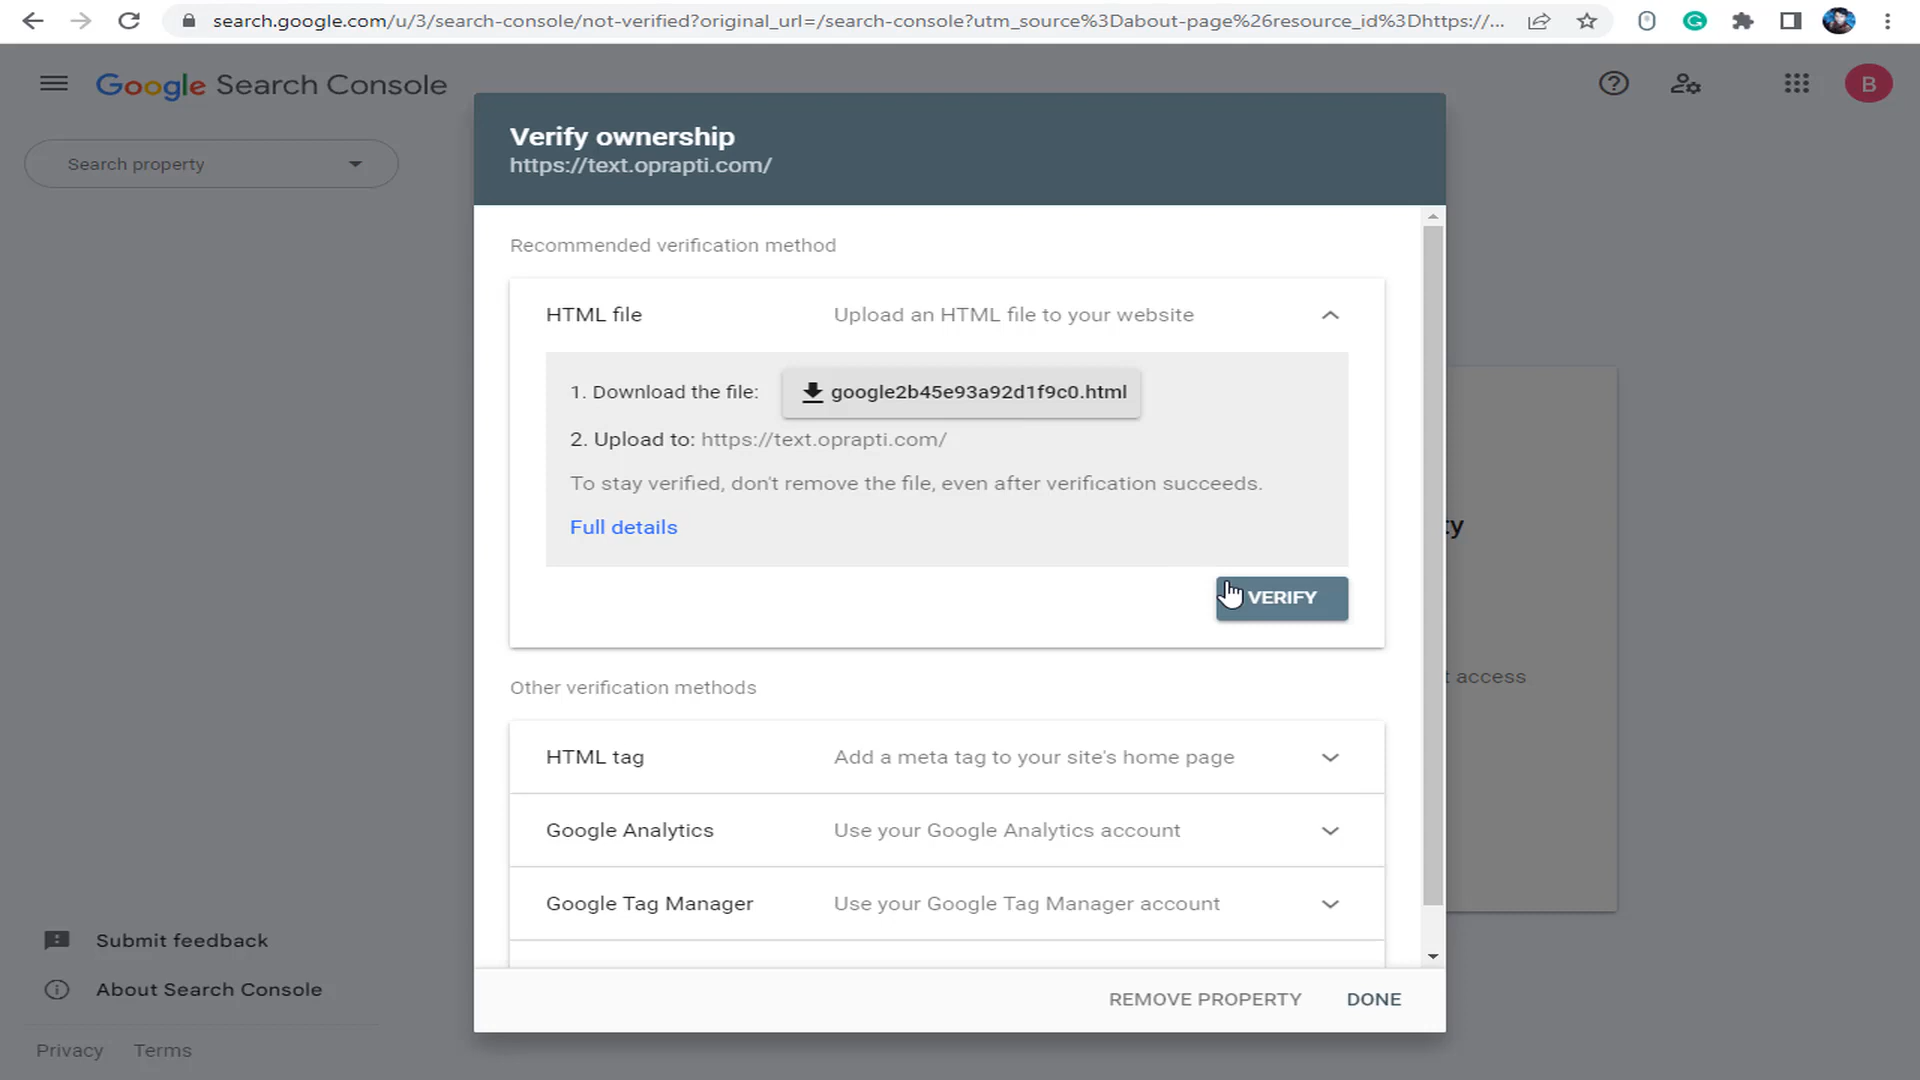 search.google.com/u/3/search-console/not-verified?original_url=/search-console?utm_source%3Dabout-page%26resource_id%3Dhttps://...
Google Search Console
B
Search property
Verify ownership
https://text.oprapti.com/
Recommended verification method
HTML file Upload an HTML file to your website
1. Download the file: google2b45e93a92d1f9c0.html
2. Upload to: https://text.oprapti.com/
To stay verified, don't remove the file, even after verification succeeds.
Full details
ty
VERIFY
t access
Other verification methods
HTML tag Add a meta tag to your site's home page
Google Analytics Use your Google Analytics account
Google Tag Manager Use your Google Tag Manager account
Submit feedback
About Search Console
REMOVE PROPERTY DONE
Privacy Terms